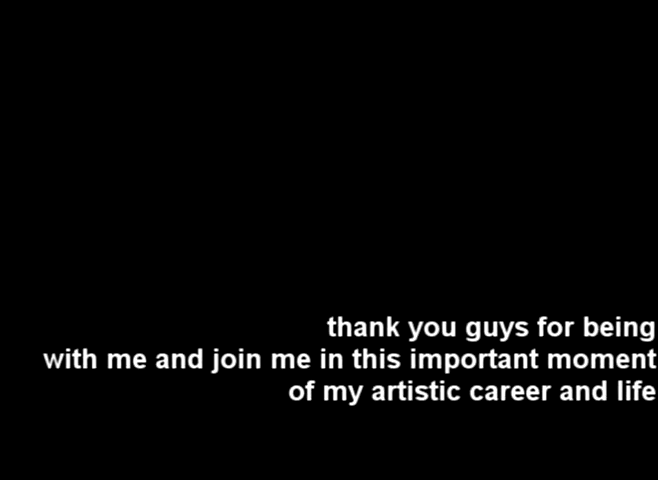 thank you guys for being
with me and join me in this important moment
of my artistic career and life